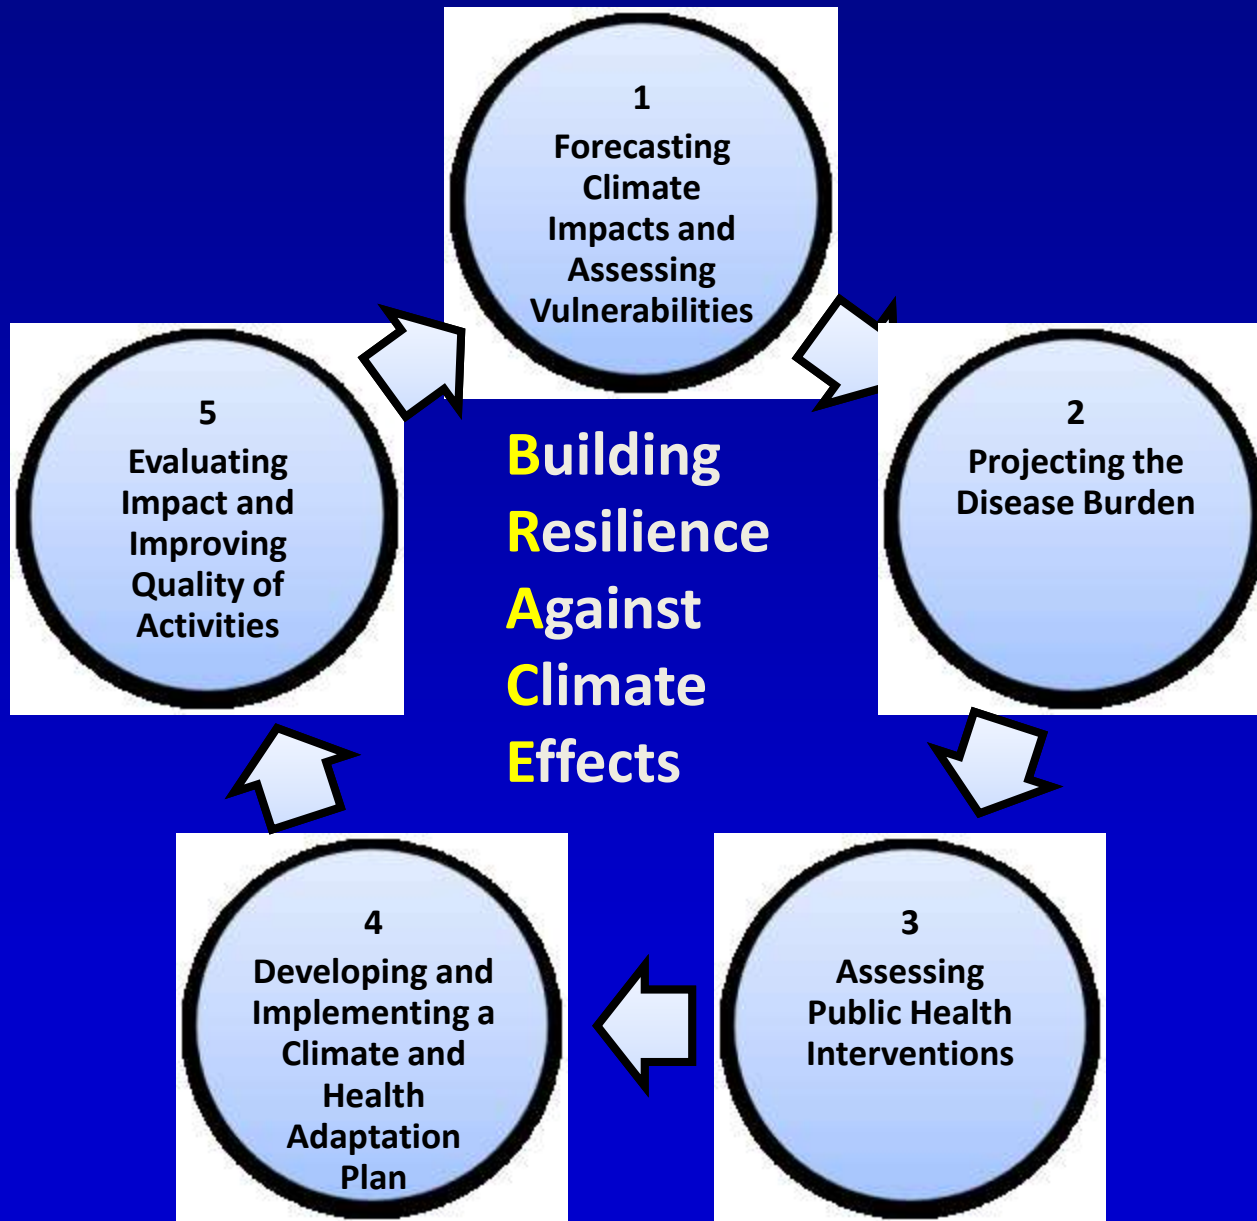 1
Forecasting
Climate
Impacts and
Assessing
Vulnerabilities
2
Projecting the
Disease Burden
3
Assessing
Public Health
Interventions
4
Developing and
Implementing a
Climate and
Health
Adaptation
Plan
5
Evaluating
Impact and
Improving
Quality of
Activities
Building
Resilience
Against
Climate
Effects